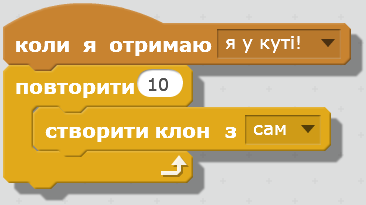 коли я отримаю я у куті!
повторити 10
створити клон з сам